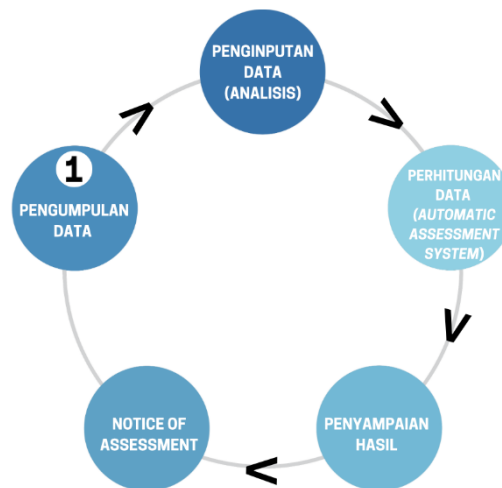 1
PENGUMPULAN
DATA
PENGINPUTAN
DATA
(ANALISIS)
PERHITUNGAN
DATA
(AUTOMATIC
ASSESSMENT
SYSTEM)
PENYAMPAIAN
HASIL
NOTICE OF
ASSESSMENT